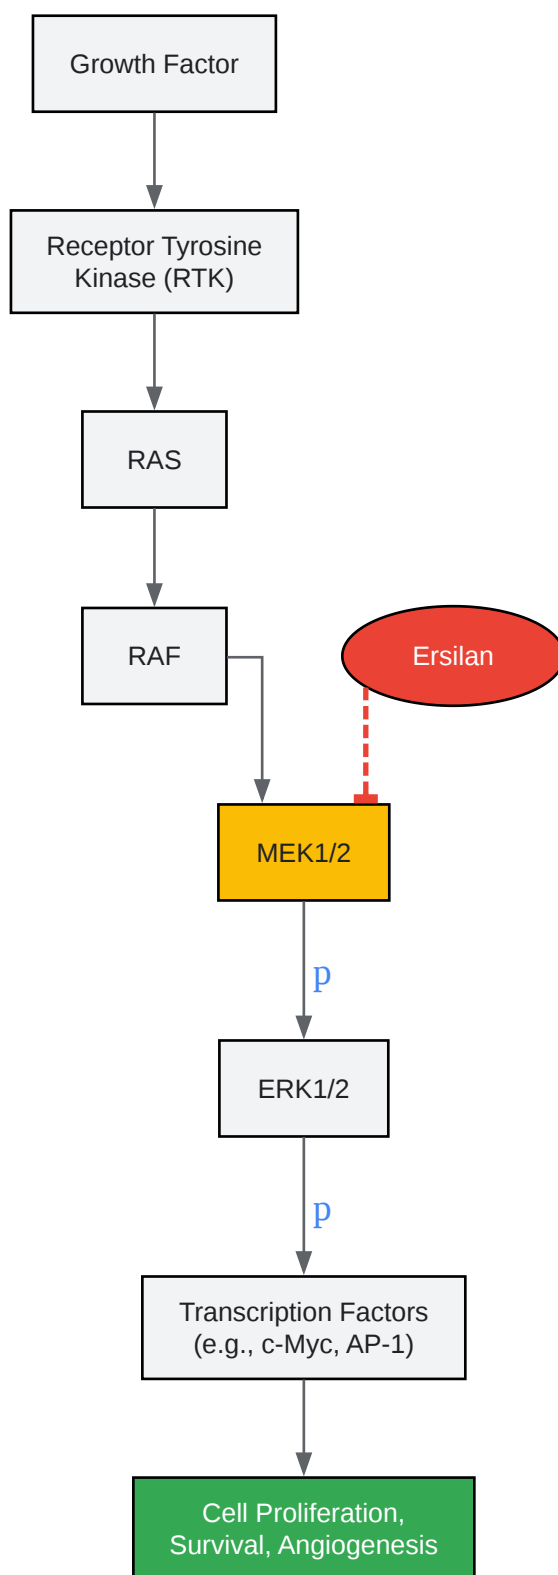 Growth Factor
Receptor Tyrosine
Kinase (RTK)
RAS
RAF
Ersilan
MEK1/2
p
ERK1/2
p
Transcription Factors
(e.g., c-Myc, AP-1)
Cell Proliferation,
Survival, Angiogenesis